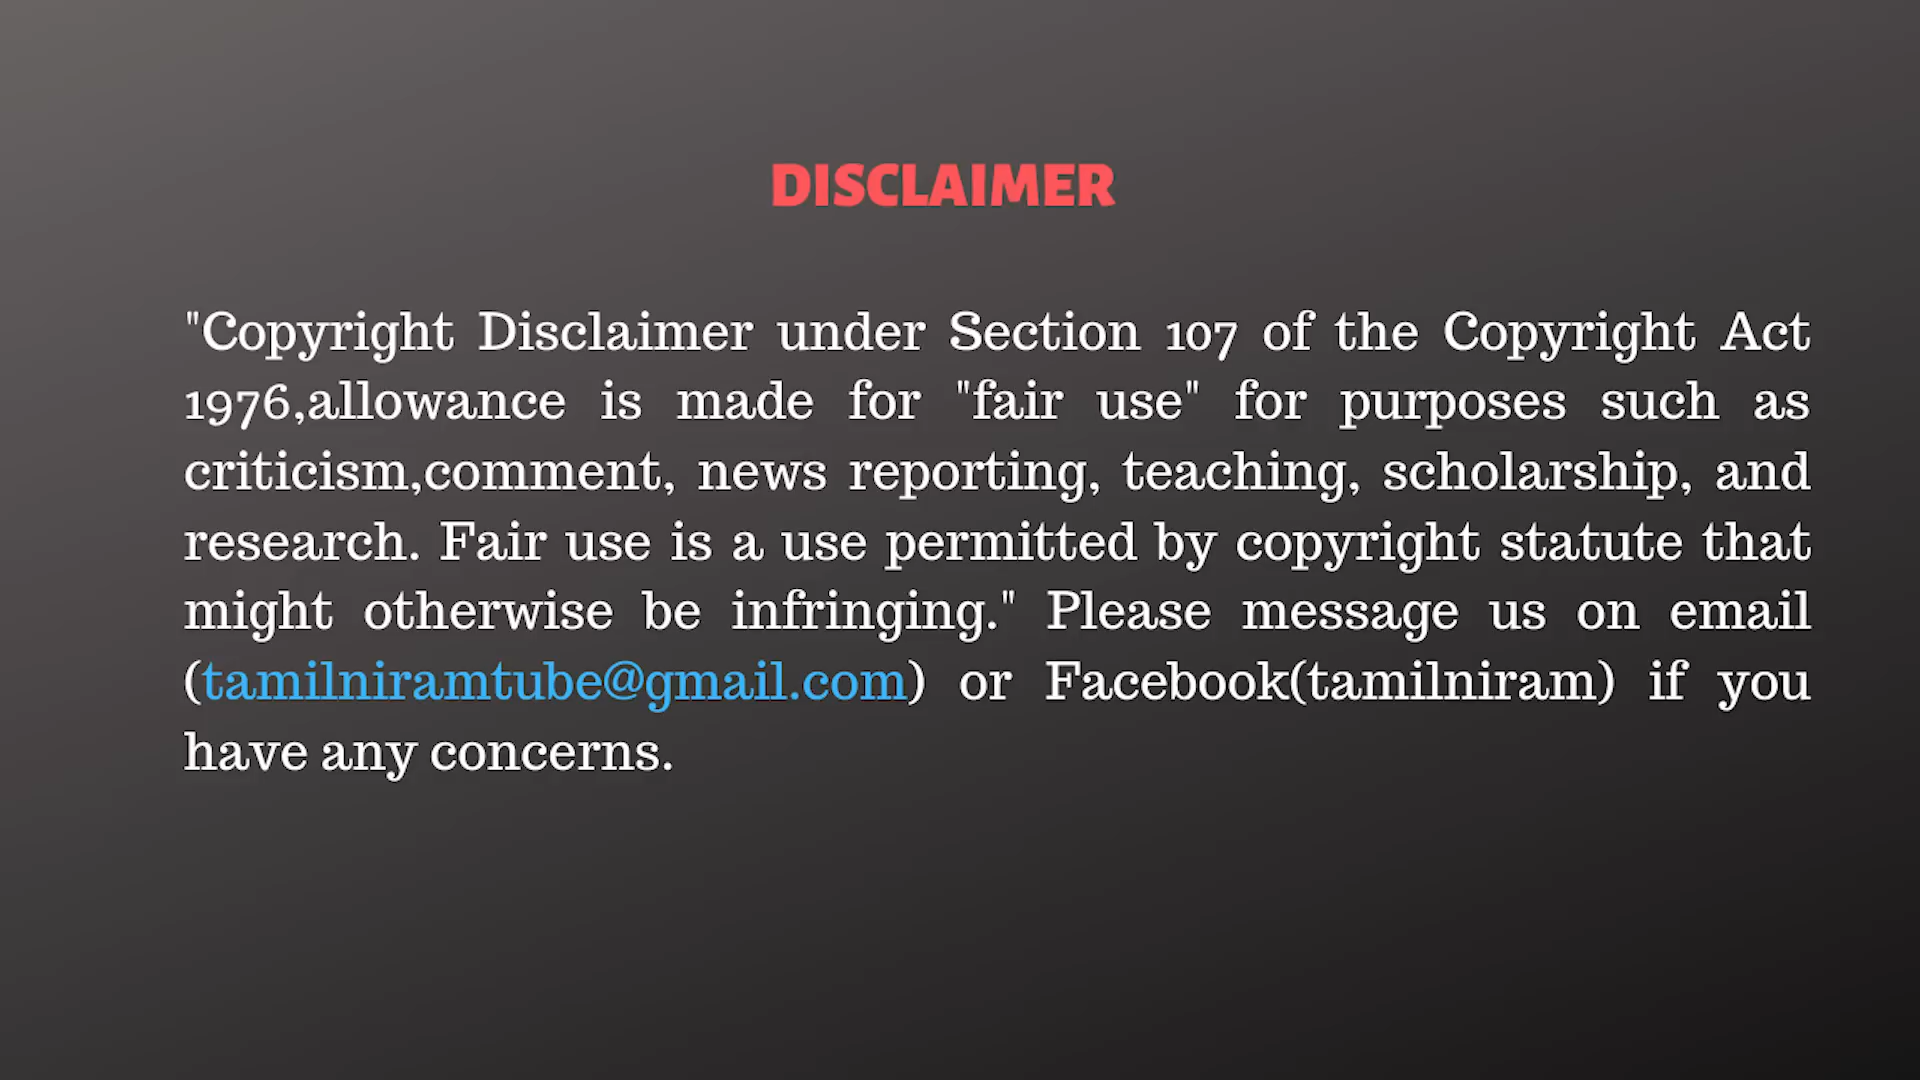 DISCLAIMER
"Copyright Disclaimer under Section 107 of the Copyright Act
1976,allowance is made for "fair use" for purposes such as
criticism,comment, news reporting, teaching, scholarship, and
research. Fair use is a use permitted by copyright statute that
might otherwise be infringing." Please message us on email
(tamilniramtube@gmail.com) or Facebook(tamilniram) if you
have any concerns.